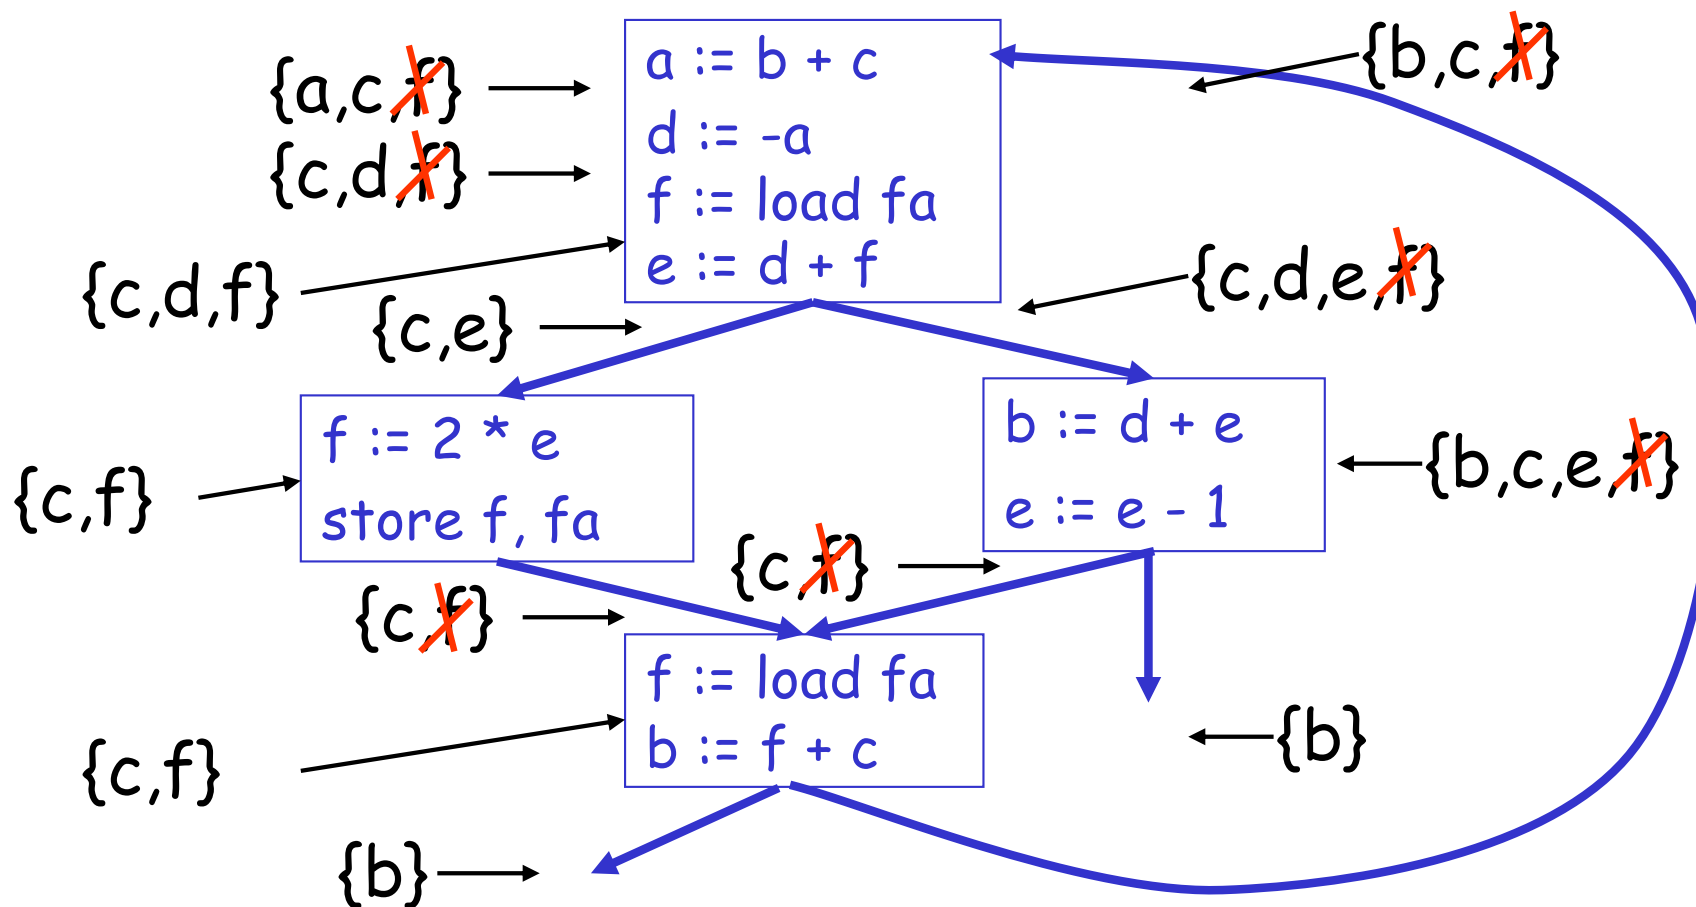 a := b + c
{b,c,f}
{a,c,f}
d := -a
{c,d,f}
f := load fa
e := d + f
{c,d,e,f}
{c,d,f}
{c,e}
f := 2 * e
b := d + e
{b,c,e,f}
{c,f}
store f, fa
e := e - 1
{c,f}
{c,f}
f := load fa
b := f + c
{b}
{c,f}
{b}